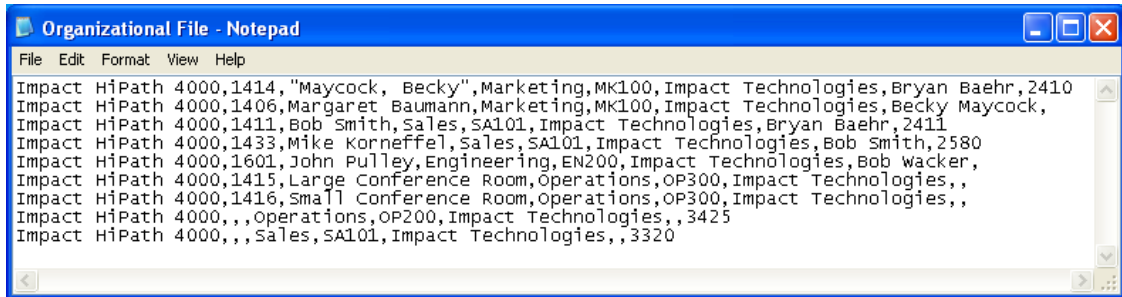 Organizational File - Notepad
File Edit Format View Help
Impact HiPath 4000,1414,"Maycock, Becky",Marketing,MK100,Impact Technologies,Bryan Baehr,2410
Impact HiPath 4000,1406,Margaret Baumann,Marketing,MK100,Impact Technologies,Becky Maycock,
Impact HiPath 4000,1411,Bob Smith,Sales,SA101,Impact Technologies,Bryan Baehr,2411
Impact HiPath 4000,1433,Mike Korneffel,Sales,SA101,Impact Technologies,Bob Smith,2580
Impact HiPath 4000,1601,John Pulley,Engineering,EN200,Impact Technologies,Bob Wacker,
Impact HiPath 4000,1415,Large Conference Room,Operations,OP300,Impact Technologies,,
Impact HiPath 4000,1416,Small Conference Room,Operations,OP300,Impact Technologies,,
Impact HiPath 4000,,,Operations,OP200,Impact Technologies,,3425
Impact HiPath 4000,,,Sales,SA101,Impact Technologies,,3320